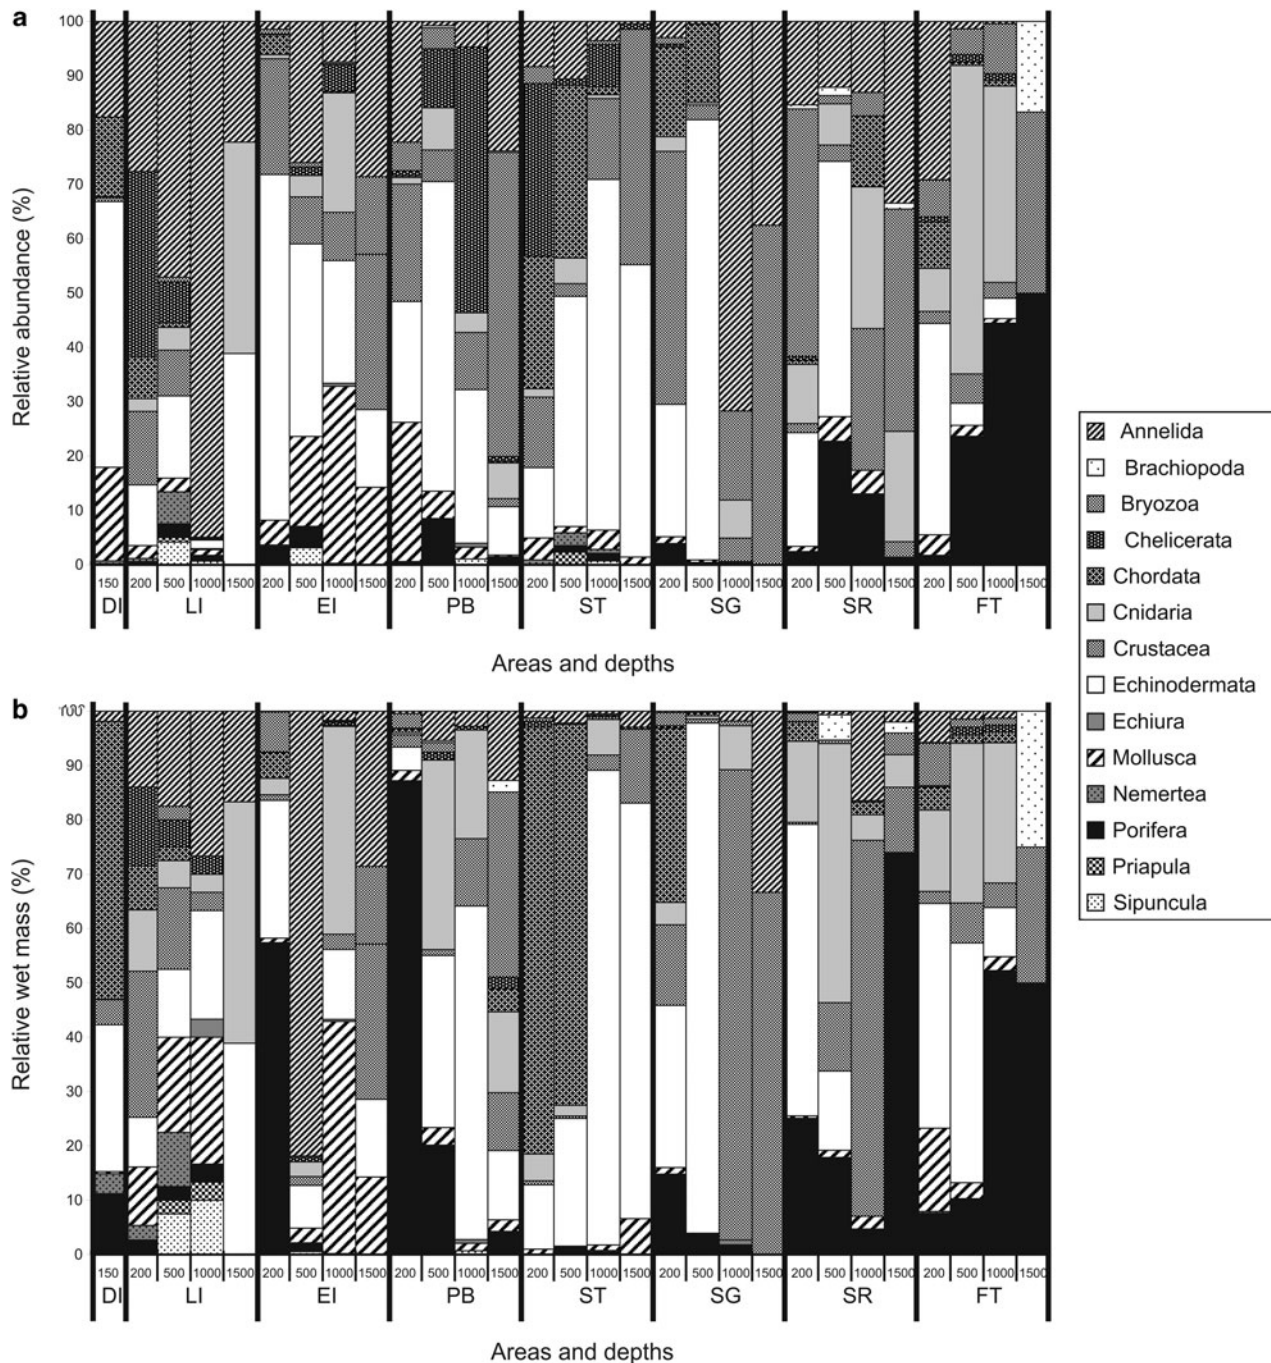 a
Relative abundance (%)
100
90
80
70
60
50
40
30
20
10
0
150 200 500 1000 1500 200 500 1000 1500 200 500 1000 1500 200 500 1000 1500 200 500 1000 1500 200 500 1000 1500 200 500 1000 1500
DI LI EI PB ST SG SR FT
Areas and depths
Annelida
Brachiopoda
Bryozoa
Chelicerata
Chordata
Cnidaria
Crustacea
Echinodermata
Echiura
Mollusca
Nemertea
Porifera
Priapula
Sipuncula
b
Relative wet mass (%)
100
90
80
70
60
50
40
30
20
10
0
150 200 500 1000 1500 200 500 1000 1500 200 500 1000 1500 200 500 1000 1500 200 500 1000 1500 200 500 1000 1500 200 500 1000 1500
DI LI EI PB ST SG SR FT
Areas and depths